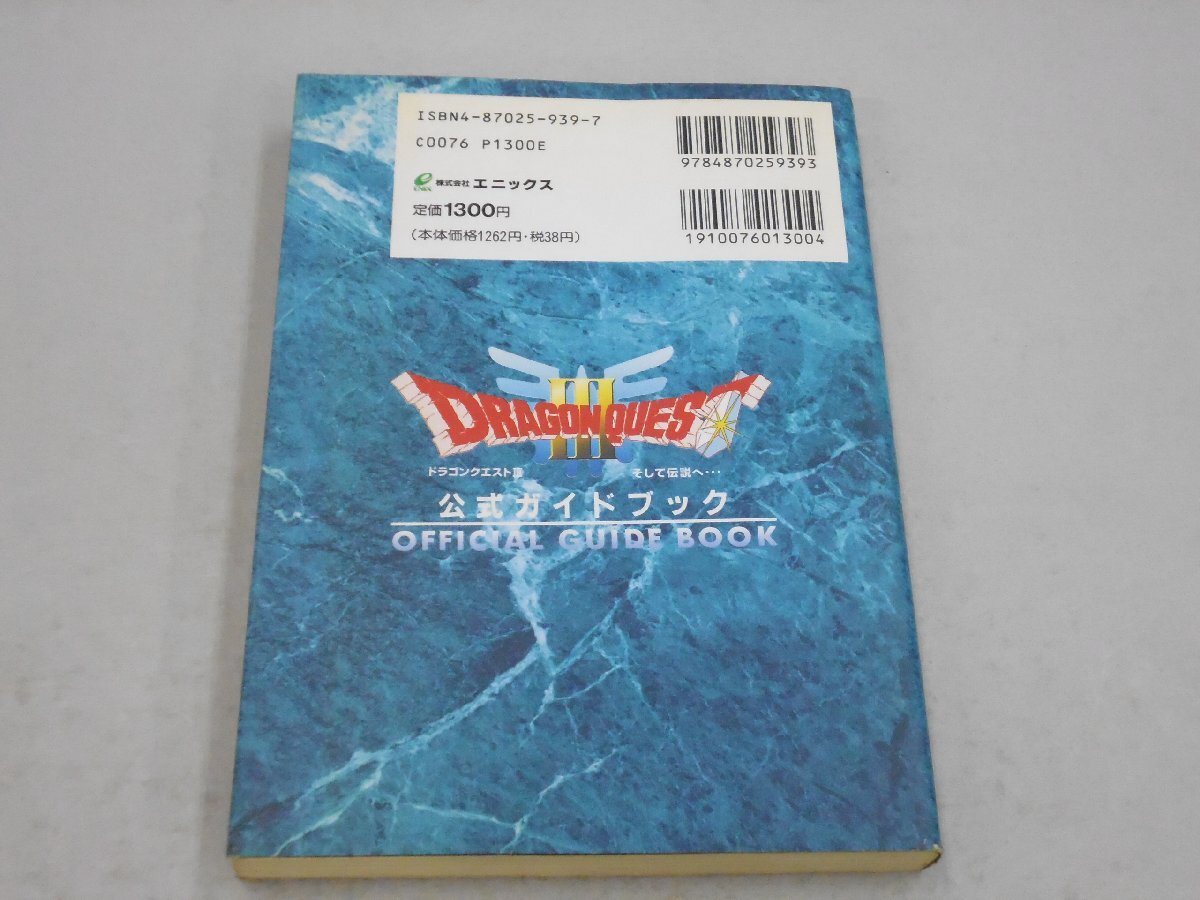 ISBN4-87025-939-7
C0076 P1300E
9784870259393
ENIX 株式会社 エニックス
定価1300円
(本体価格1262円・税38円)
1910076013004
DRAGON QUEST
III
ドラゴンクエストIII そして伝説へ・・・
公式ガイドブック
OFFICIAL GUIDE BOOK